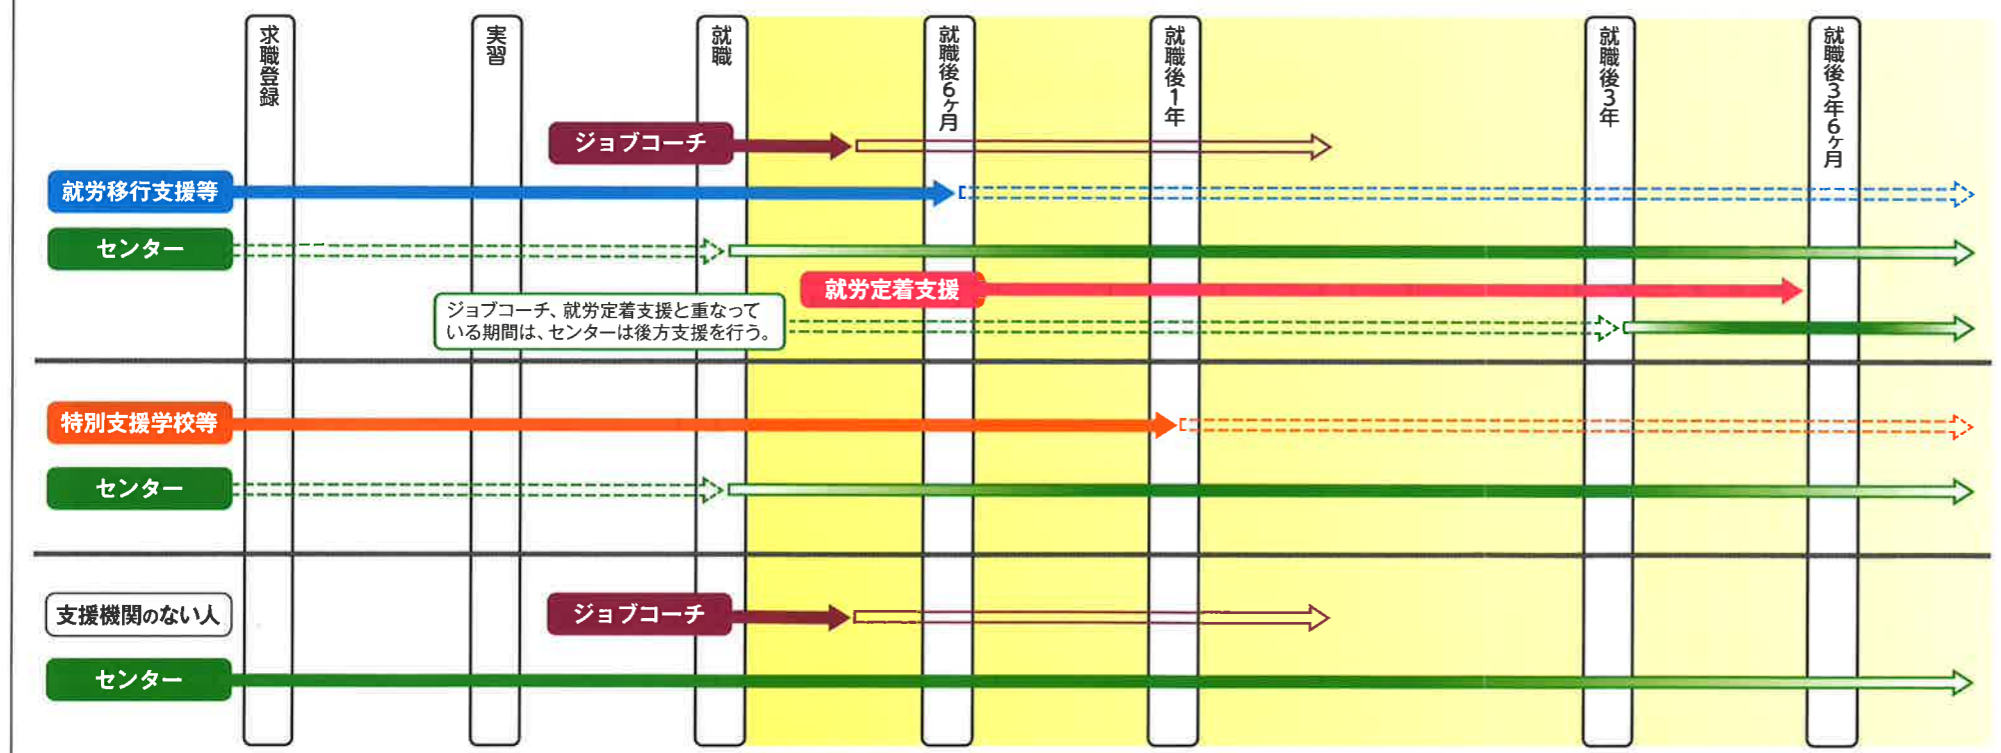 求職登録
実習
就職
就職後6ヶ月
就職後1年
就職後3年
就職後3年6ヶ月
ジョブコーチ
就労移行支援等
センター
就労定着支援
ジョブコーチ、就労定着支援と重なって
いる期間は、センターは後方支援を行う。
特別支援学校等
センター
支援機関のない人
ジョブコーチ
センター